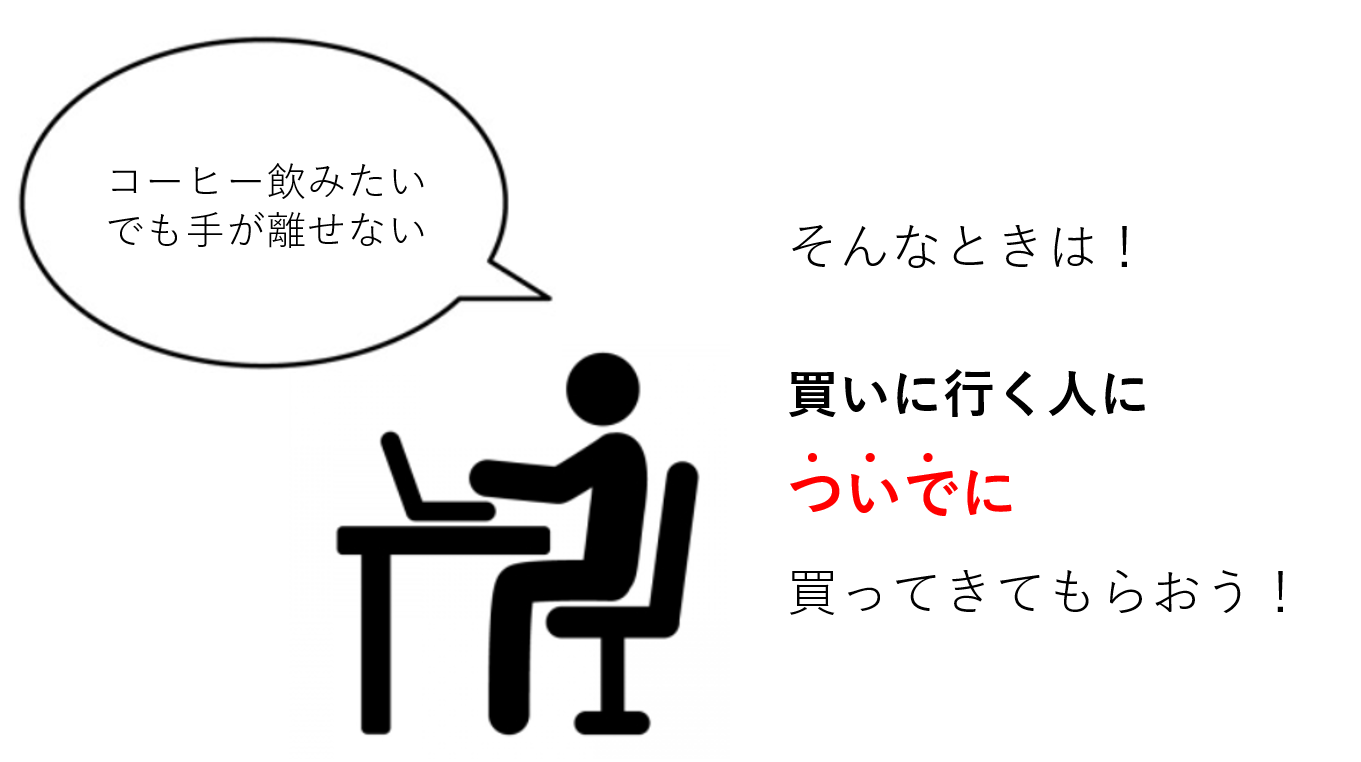 コーヒー飲みたい
でも手が離せない
そんなときは！
買いに行く人に
ついでに
買ってきてもらおう！